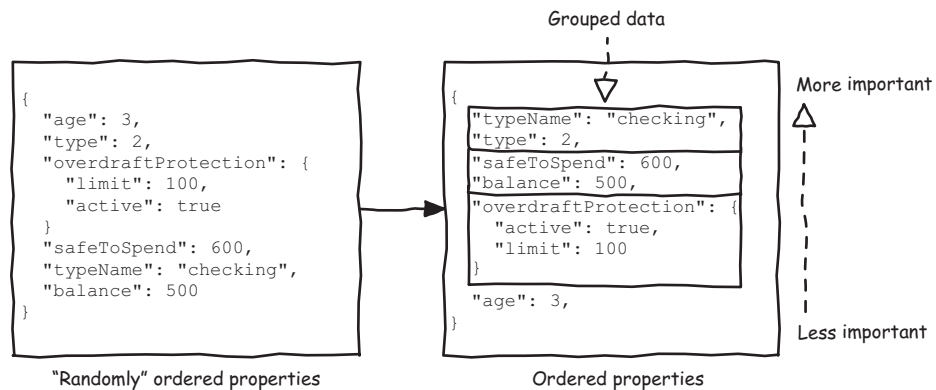 Grouped data
{
"age": 3,
"type": 2,
"overdraftProtection": {
"limit": 100,
"active": true
}
"safeToSpend": 600,
"typeName": "checking",
"balance": 500
}
"Randomly" ordered properties
{
"typeName": "checking",
"type": 2,
"safeToSpend": 600,
"balance": 500,
"overdraftProtection": {
"active": true,
"limit": 100
}
"age": 3,
}
Ordered properties
More important
Less important